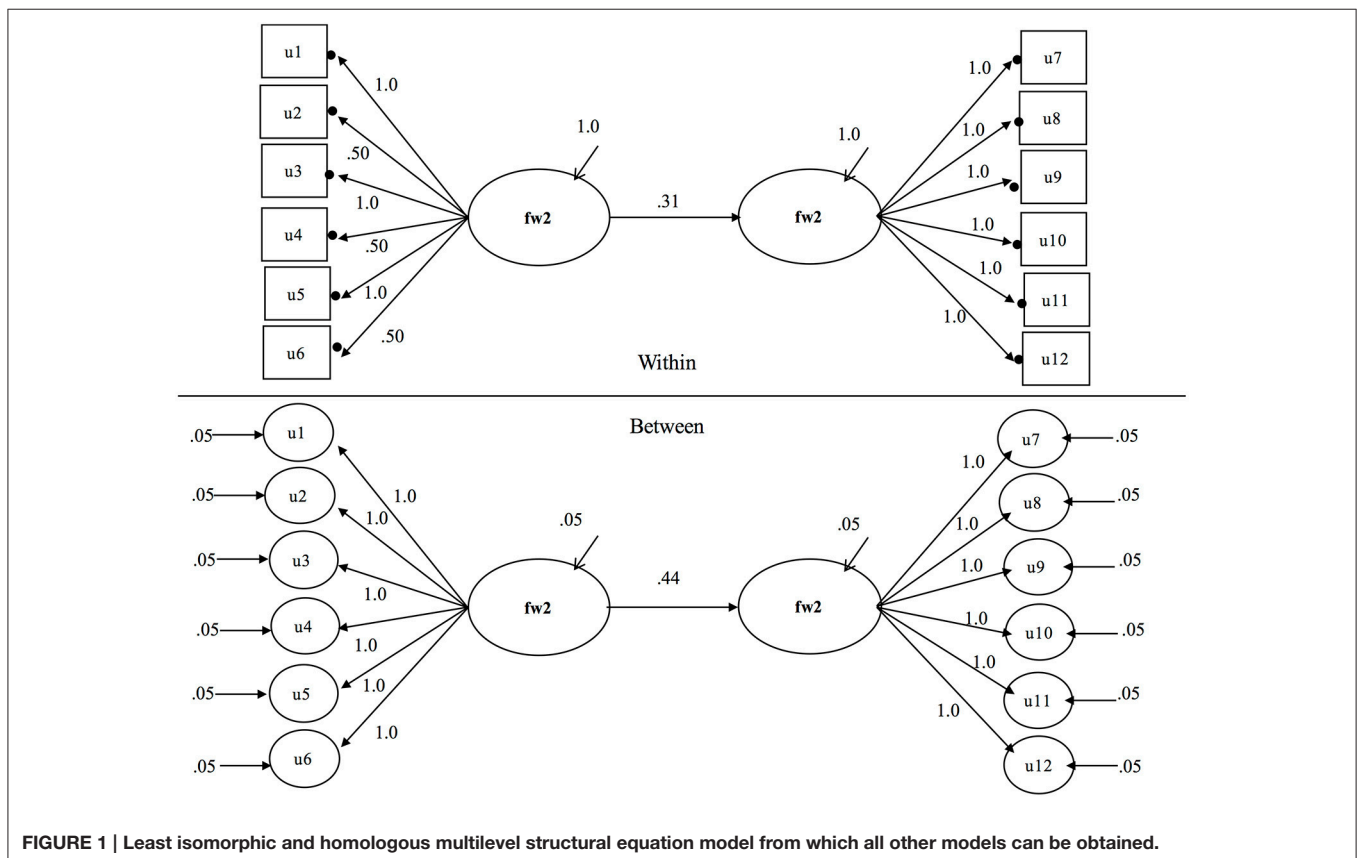 u1
u2
u3
u4
u5
u6
1.0
.50
1.0
.50
1.0
.50
1.0
fw2
.31
1.0
fw2
1.0
1.0
1.0
1.0
1.0
1.0
u7
u8
u9
u10
u11
u12
Within
Between
.05
u1
.05
u2
.05
u3
.05
u4
.05
u5
.05
u6
1.0
1.0
1.0
1.0
1.0
1.0
.05
fw2
.44
.05
fw2
1.0
1.0
1.0
1.0
1.0
1.0
u7
.05
u8
.05
u9
.05
u10
.05
u11
.05
u12
.05
FIGURE 1 | Least isomorphic and homologous multilevel structural equation model from which all other models can be obtained.